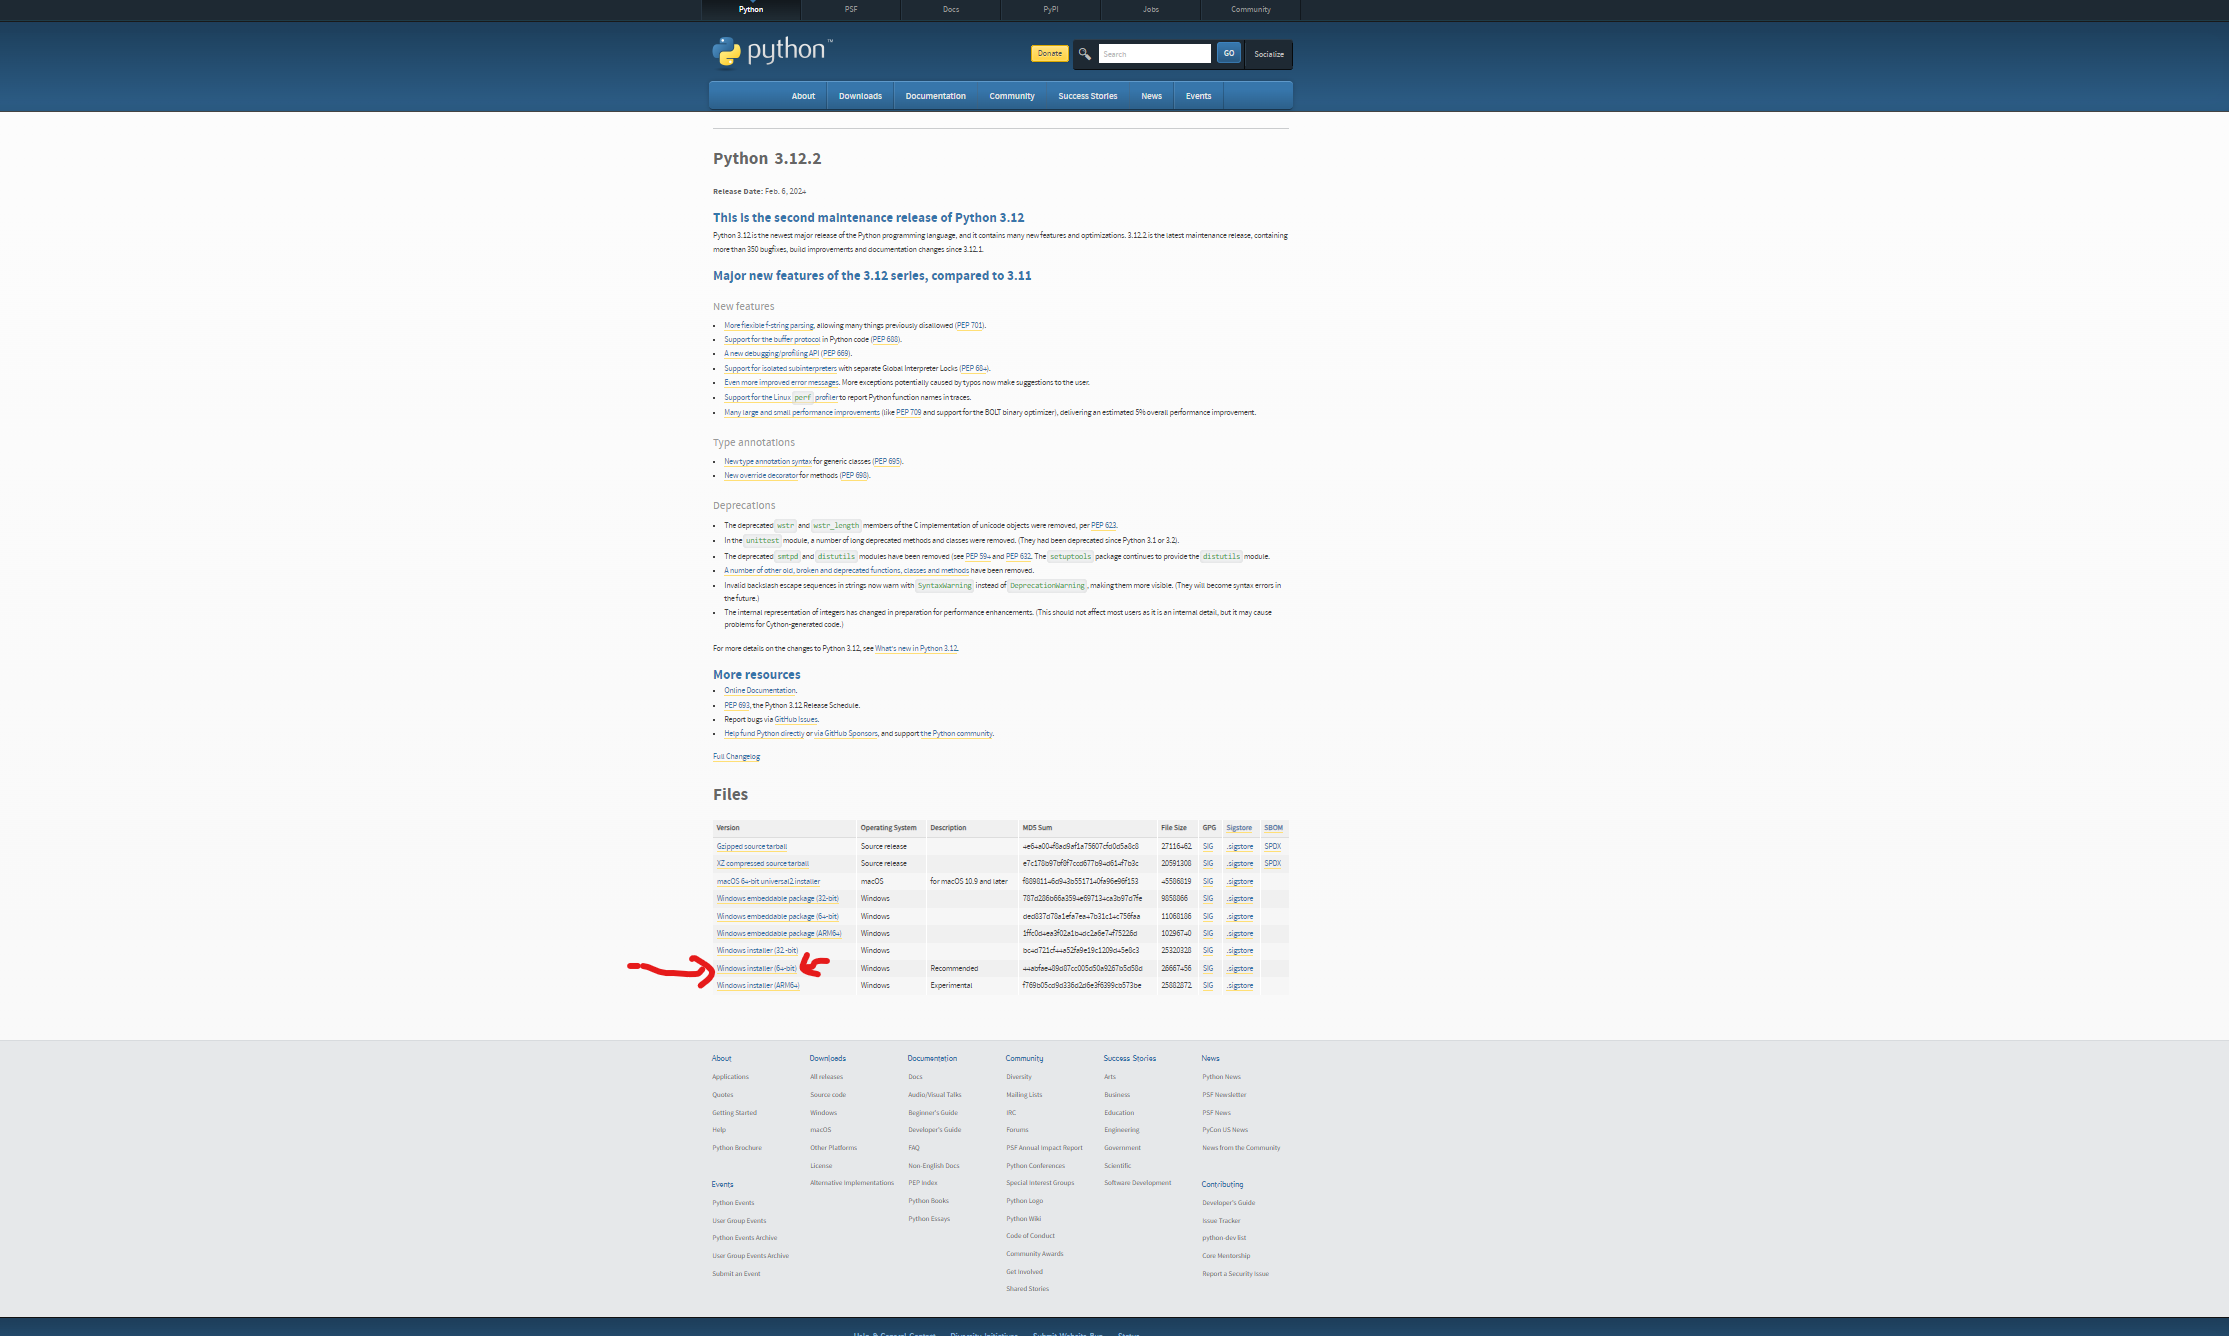 Python
PSF
Docs
PyPI
Jobs
Community
python™
Donate
Search
GO
Socialize
About
Downloads
Documentation
Community
Success Stories
News
Events
Python 3.12.2
Release Date: Feb. 6, 2024
This is the second maintenance release of Python 3.12
Python 3.12 is the newest major release of the Python programming language, and it contains many new features and optimizations. 3.12.2 is the latest maintenance release, containing
more than 350 bugfixes, build improvements and documentation changes since 3.12.1.
Major new features of the 3.12 series, compared to 3.11
New features
• More flexible f-string parsing, allowing many things previously disallowed (PEP 701).
• Support for the buffer protocol in Python code (PEP 688).
• A new debugging/profiling API (PEP 669).
• Support for isolated subinterpreters with separate Global Interpreter Locks (PEP 684).
• Even more improved error messages. More exceptions potentially caused by typos now make suggestions to the user.
• Support for the Linux perf profiler to report Python function names in traces.
• Many large and small performance improvements (like PEP 709 and support for the BOLT binary optimizer), delivering an estimated 5% overall performance improvement.
Type annotations
• New type annotation syntax for generic classes (PEP 695).
• New override decorator for methods (PEP 698).
Deprecations
• The deprecated wstr and wstr_length members of the C implementation of unicode objects were removed, per PEP 623.
• In the unittest module, a number of long deprecated methods and classes were removed. (They had been deprecated since Python 3.1 or 3.2).
• The deprecated smtpd and distutils modules have been removed (see PEP 594 and PEP 632. The setuptools package continues to provide the distutils module.
• A number of other old, broken and deprecated functions, classes and methods have been removed.
• Invalid backslash escape sequences in strings now warn with SyntaxWarning instead of DeprecationWarning, making them more visible. (They will become syntax errors in
the future.)
• The internal representation of integers has changed in preparation for performance enhancements. (This should not affect most users as it is an internal detail, but it may cause
problems for Cython-generated code.)
For more details on the changes to Python 3.12, see What's new in Python 3.12.
More resources
• Online Documentation.
• PEP 693, the Python 3.12 Release Schedule.
• Report bugs via GitHub Issues.
• Help fund Python directly or via GitHub Sponsors, and support the Python community.
Full Changelog
Files
Version Operating System Description MD5 Sum File Size GPG Sigstore SBOM
Gzipped source tarball Source release 4e64a004f8ad9af1a75607cfd0d5a8c8 27116462 SIG .sigstore SPDX
XZ compressed source tarball Source release e7c178b97bf8f7ccd677b94d614f7b3c 20591308 SIG .sigstore SPDX
macOS 64-bit universal2 installer macOS for macOS 10.9 and later f88981146d943b5517140fa96e96f153 45586819 SIG .sigstore
Windows embeddable package (32-bit) Windows 787d286b66a3594e697134ca3b97d7fe 9858866 SIG .sigstore
Windows embeddable package (64-bit) Windows ded837d78a1efa7ea47b31c14c756faa 11068186 SIG .sigstore
Windows embeddable package (ARM64) Windows 1ffc0d4ea3f02a1b4dc2a6e74f75226d 10296740 SIG .sigstore
Windows installer (32-bit) Windows bc4d721cf44a52fa9e19c1209d45e8c3 25320328 SIG .sigstore
Windows installer (64-bit) Windows Recommended 44abfae489d87cc005d50a9267b5d58d 26667456 SIG .sigstore
Windows installer (ARM64) Windows Experimental f769b05cd9d336d2d6e3f6399cb573be 25882872 SIG .sigstore
About
Applications
Quotes
Getting Started
Help
Python Brochure
Downloads
All releases
Source code
Windows
macOS
Other Platforms
License
Alternative Implementations
Documentation
Docs
Audio/Visual Talks
Beginner's Guide
Developer's Guide
FAQ
Non-English Docs
PEP Index
Python Books
Python Essays
Community
Diversity
Mailing Lists
IRC
Forums
PSF Annual Impact Report
Python Conferences
Special Interest Groups
Python Logo
Python Wiki
Code of Conduct
Community Awards
Get Involved
Shared Stories
Success Stories
Arts
Business
Education
Engineering
Government
Scientific
Software Development
News
Python News
PSF Newsletter
PSF News
PyCon US News
News from the Community
Events
Python Events
User Group Events
Python Events Archive
User Group Events Archive
Submit an Event
Contributing
Developer's Guide
Issue Tracker
python-dev list
Core Mentorship
Report a Security Issue